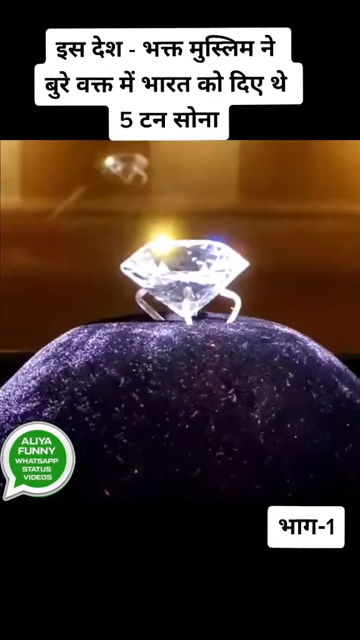 इस देश - भक्त मुस्लिम ने
बुरे वक्त में भारत को दिए थे
5 टन सोना
ALIYA
FUNNY
WHATSAPP
STATUS
VIDEOS
भाग-1